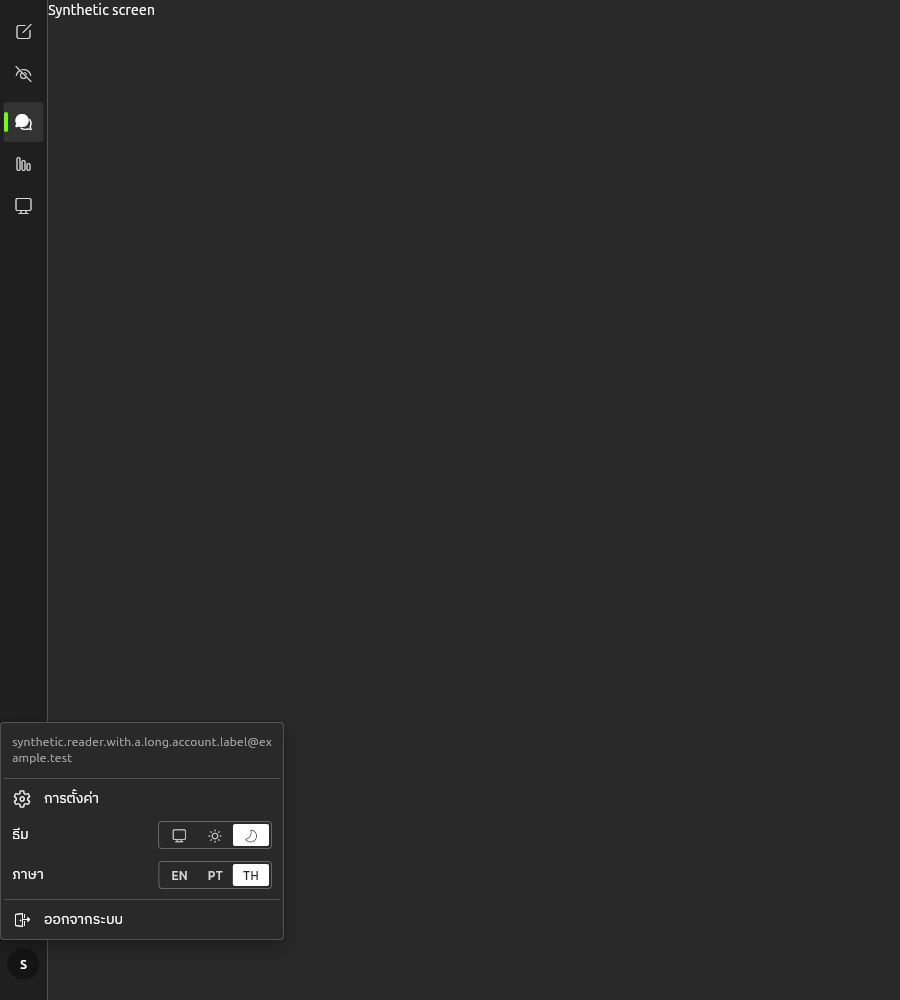 Synthetic screen
synthetic.reader.with.a.long.account.label@ex
ample.test
การตั้งค่า
ธีม
ภาษา
EN PT TH
ออกจากระบบ
S